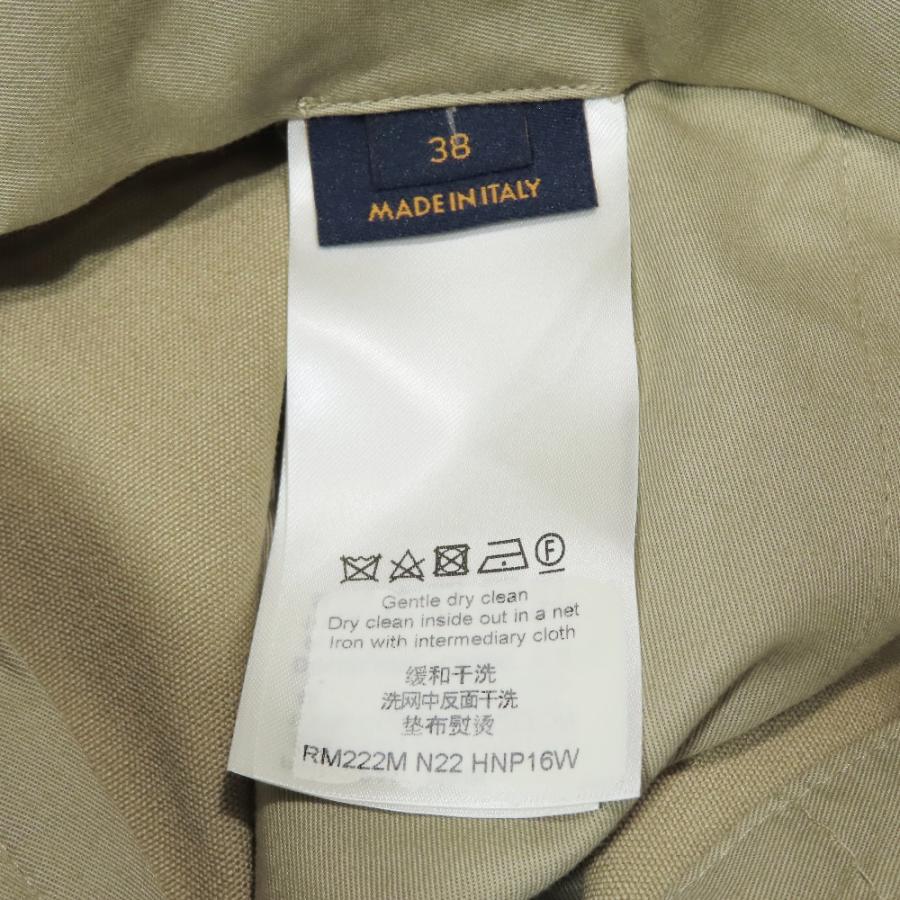 38
MADE IN ITALY
F
Gentle dry clean
Dry clean inside out in a net
Iron with intermediary cloth
缓和干洗
洗网中反面干洗
垫布熨烫
RM222M N22 HNP16W